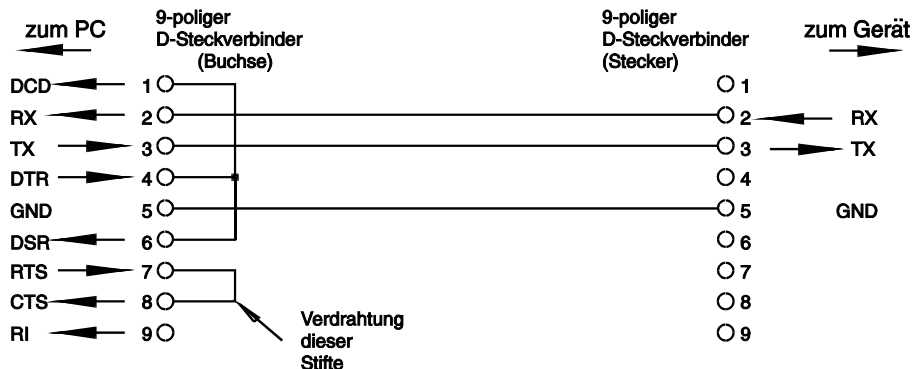 zum PC
9-poliger
D-Steckverbinder
(Buchse)
9-poliger
D-Steckverbinder
(Stecker)
zum Gerät
DCD 1 1
RX 2 2 RX
TX 3 3 TX
DTR 4 4
GND 5 5 GND
DSR 6 6
RTS 7 7
CTS 8 8
RI 9 9
Verdrahtung
dieser
Stifte